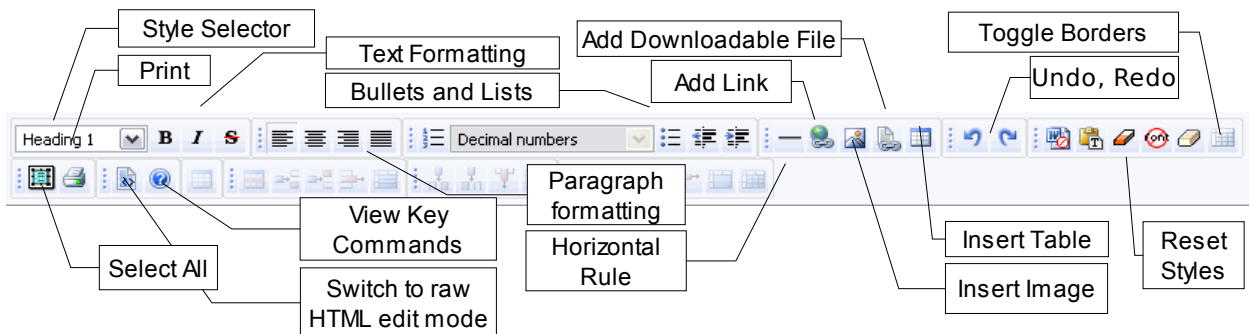 Style Selector
Print
Text Formatting
Bullets and Lists
Add Downloadable File
Add Link
Toggle Borders
Undo, Redo
Heading 1
B I S
Decimal numbers
Paragraph
formatting
View Key
Commands
Horizontal
Rule
Insert Table
Reset
Styles
Select All
Switch to raw
HTML edit mode
Insert Image